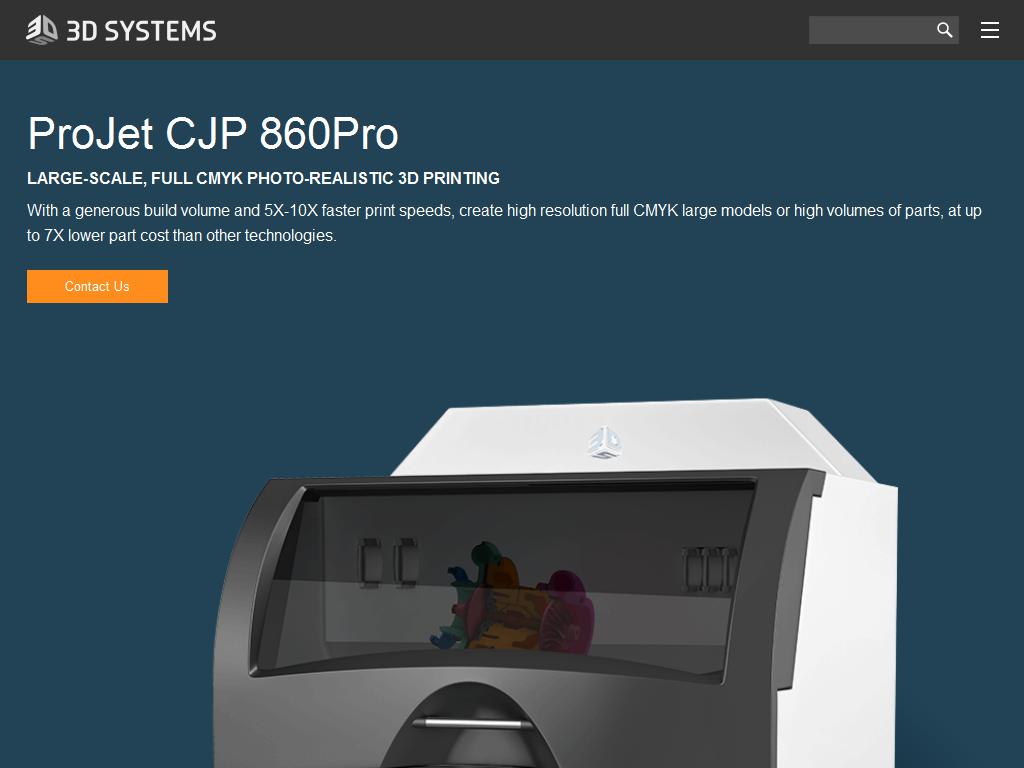 3D SYSTEMS
ProJet CJP 860Pro
LARGE-SCALE, FULL CMYK PHOTO-REALISTIC 3D PRINTING
With a generous build volume and 5X-10X faster print speeds, create high resolution full CMYK large models or high volumes of parts, at up
to 7X lower part cost than other technologies.
Contact Us
3DS